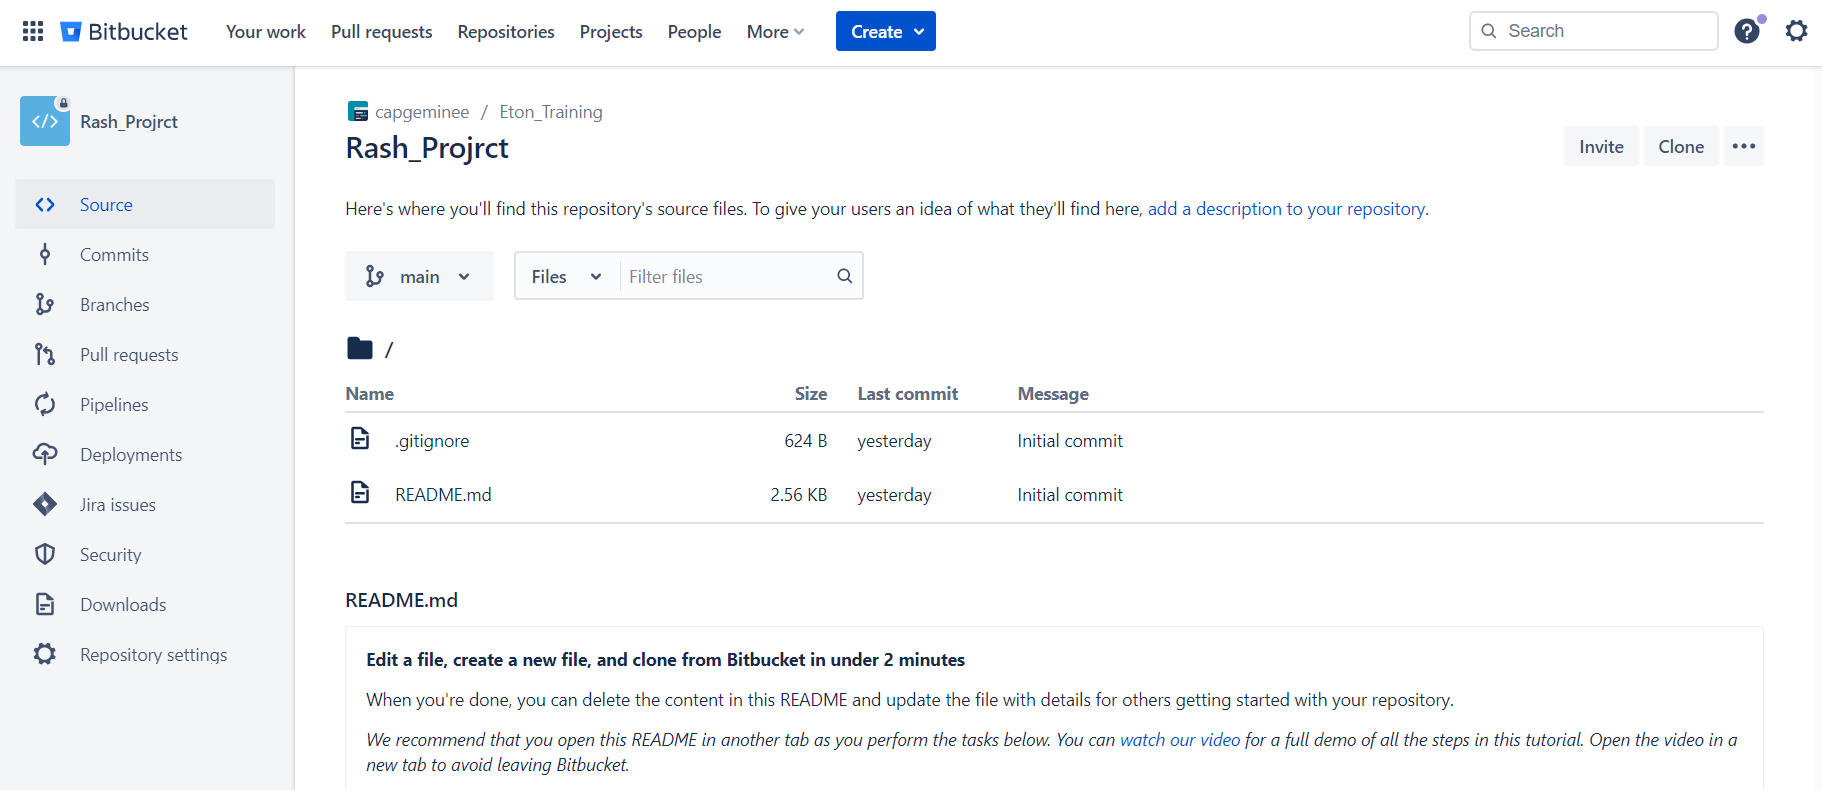 Bitbucket Your work Pull requests Repositories Projects People More Create Search
Rash_Projrct
Source
Commits
Branches
Pull requests
Pipelines
Deployments
Jira issues
Security
Downloads
Repository settings
capgeminee / Eton_Training
Rash_Projrct
Invite Clone
Here's where you'll find this repository's source files. To give your users an idea of what they'll find here, add a description to your repository.
main Files Filter files
/
Name Size Last commit Message
.gitignore 624 B yesterday Initial commit
README.md 2.56 KB yesterday Initial commit
README.md
Edit a file, create a new file, and clone from Bitbucket in under 2 minutes
When you're done, you can delete the content in this README and update the file with details for others getting started with your repository.
We recommend that you open this README in another tab as you perform the tasks below. You can watch our video for a full demo of all the steps in this tutorial. Open the video in a
new tab to avoid leaving Bitbucket.